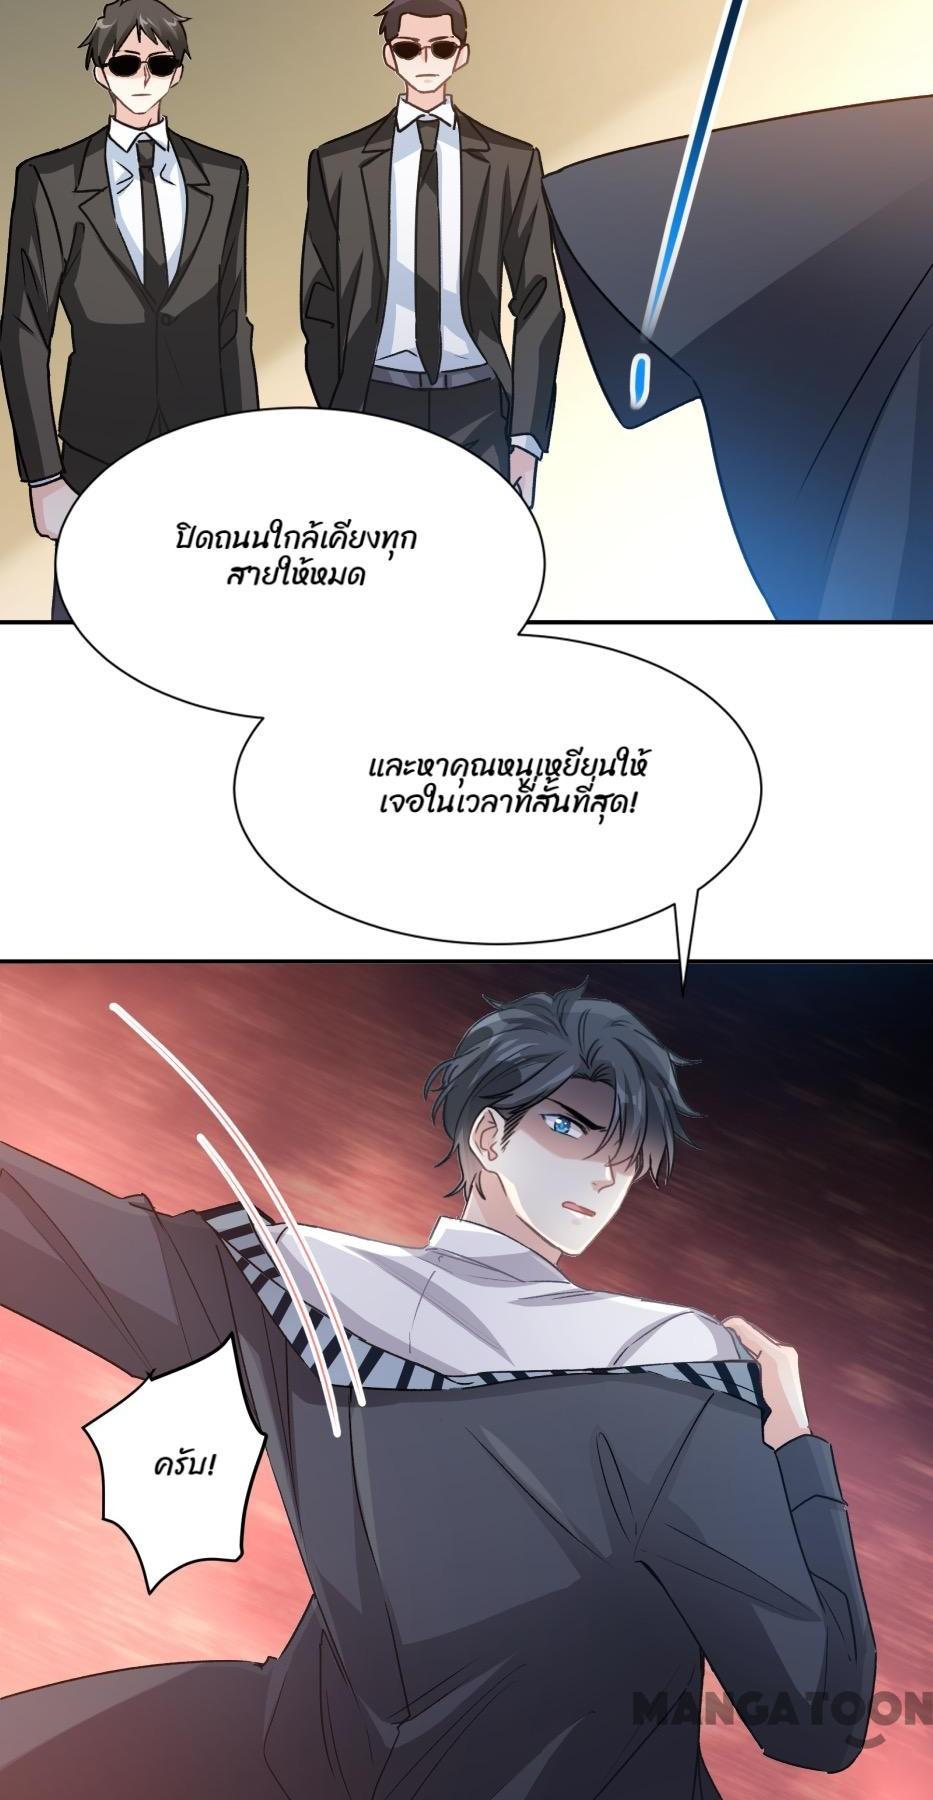 ปิดถนนใกล้เคียงทุก
สายให้หมด
และหาคุณหนูเหยียนให้
เจอในเวลาที่สั้นที่สุด!
ครับ!
MANGATOON